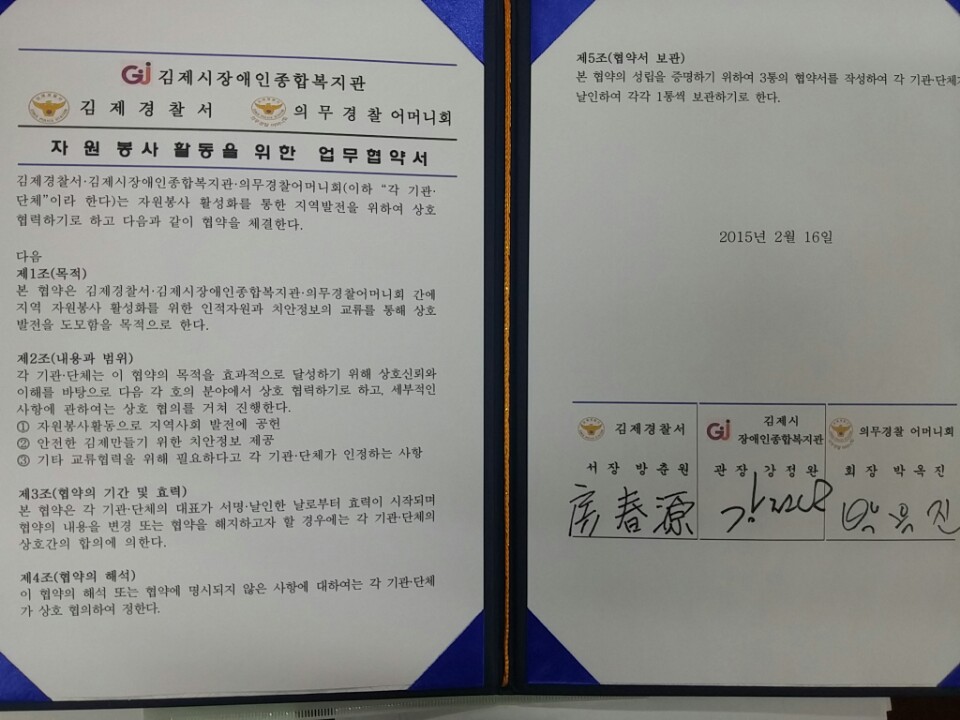 GJ 김제시장애인종합복지관
김제경찰서 의무경찰어머니회
자원봉사활동을 위한 업무협약서
김제경찰서·김제시장애인종합복지관·의무경찰어머니회(이하 “각 기관·
단체”이라 한다)는 자원봉사 활성화를 통한 지역발전을 위하여 상호
협력하기로 하고 다음과 같이 협약을 체결한다.
다음
제1조(목적)
본 협약은 김제경찰서·김제시장애인종합복지관·의무경찰어머니회 간에
지역 자원봉사 활성화를 위한 인적자원과 치안정보의 교류를 통해 상호
발전을 도모함을 목적으로 한다.
제2조(내용과 범위)
각 기관·단체는 이 협약의 목적을 효과적으로 달성하기 위해 상호신뢰와
이해를 바탕으로 다음 각 호의 분야에서 상호 협력하기로 하고, 세부적인
사항에 관하여는 상호 협의를 거쳐 진행한다.
① 자원봉사활동으로 지역사회 발전에 공헌
② 안전한 김제만들기 위한 치안정보 제공
③ 기타 교류협력을 위해 필요하다고 각 기관·단체가 인정하는 사항
제3조(협약의 기간 및 효력)
본 협약은 각 기관·단체의 대표가 서명·날인한 날로부터 효력이 시작되며
협약의 내용을 변경 또는 협약을 해지하고자 할 경우에는 각 기관·단체의
상호간의 합의에 의한다.
제4조(협약의 해석)
이 협약의 해석 또는 협약에 명시되지 않은 사항에 대하여는 각 기관·단체
가 상호 협의하여 정한다.
제5조(협약서 보관)
본 협약의 성립을 증명하기 위하여 3통의 협약서를 작성하여 각 기관·단체가
날인하여 각각 1통씩 보관하기로 한다.
2015년 2월 16일
김제경찰서
서장 방춘원
房春源
GJ 김제시
장애인종합복지관
관장 강정완
의무경찰 어머니회
회장 박옥진
박옥진